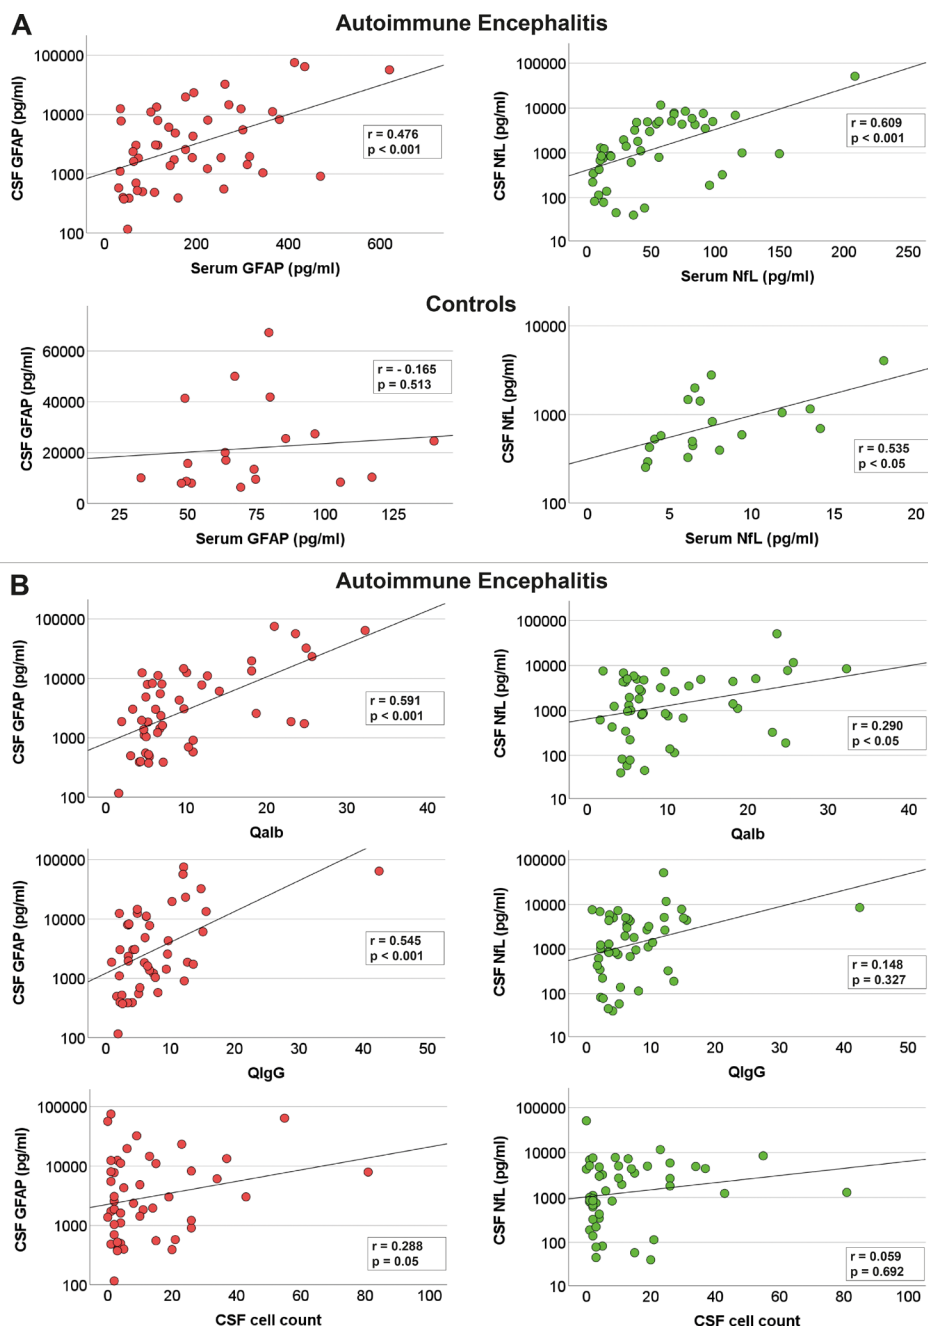 A
Autoimmune Encephalitis
CSF GFAP (pg/ml)
100000
10000
1000
100
r = 0.476
p < 0.001
0 200 400 600
Serum GFAP (pg/ml)
CSF NfL (pg/ml)
100000
10000
1000
100
10
r = 0.609
p < 0.001
0 50 100 150 200 250
Serum NfL (pg/ml)
Controls
CSF GFAP (pg/ml)
60000
40000
20000
0
r = - 0.165
p = 0.513
25 50 75 100 125
Serum GFAP (pg/ml)
CSF NfL (pg/ml)
10000
1000
100
r = 0.535
p < 0.05
0 5 10 15 20
Serum NfL (pg/ml)
B
Autoimmune Encephalitis
CSF GFAP (pg/ml)
100000
10000
1000
100
r = 0.591
p < 0.001
0 10 20 30 40
Qalb
CSF NfL (pg/ml)
100000
10000
1000
100
10
r = 0.290
p < 0.05
0 10 20 30 40
Qalb
CSF GFAP (pg/ml)
100000
10000
1000
100
r = 0.545
p < 0.001
0 10 20 30 40 50
QIgG
CSF NfL (pg/ml)
100000
10000
1000
100
10
r = 0.148
p = 0.327
0 10 20 30 40 50
QIgG
CSF GFAP (pg/ml)
100000
10000
1000
100
r = 0.288
p = 0.05
0 20 40 60 80 100
CSF cell count
CSF NfL (pg/ml)
100000
10000
1000
100
10
r = 0.059
p = 0.692
0 20 40 60 80 100
CSF cell count